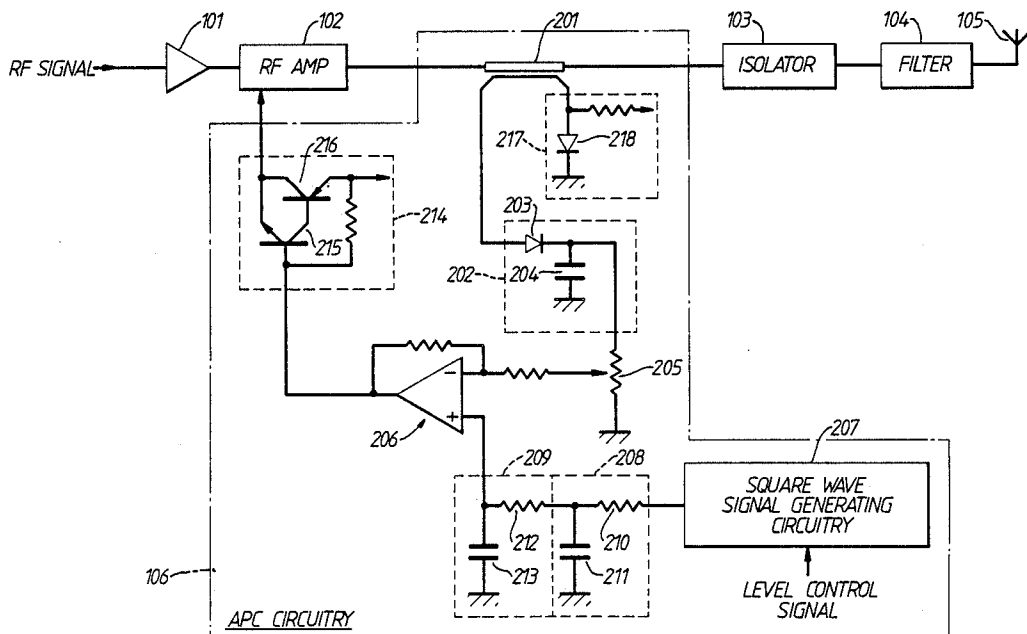 101
102
201
103
104
105
RF SIGNAL
RF AMP
ISOLATOR
FILTER
217
218
216
214
215
203
202
204
205
−
+
206
207
209
208
SQUARE WAVE
SIGNAL GENERATING
CIRCUITRY
212
210
213
211
106
LEVEL CONTROL
SIGNAL
APC CIRCUITRY